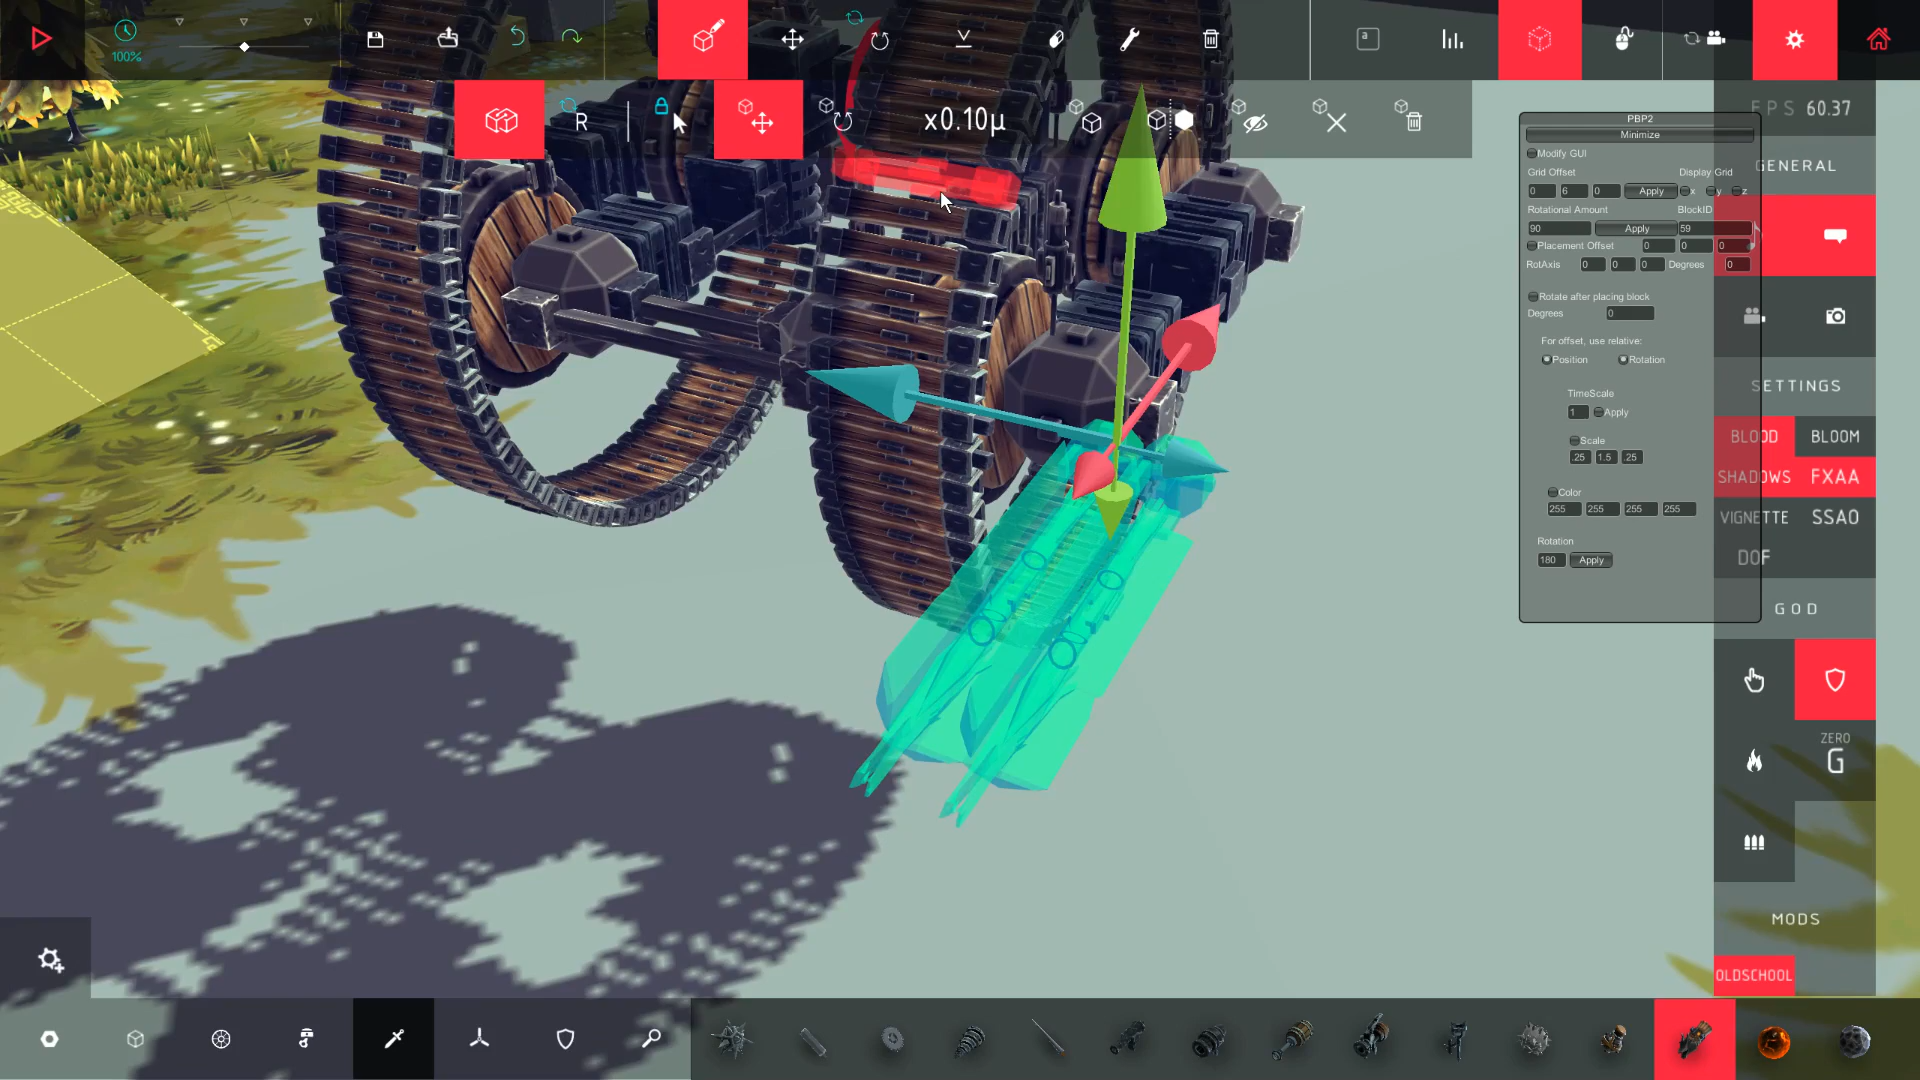 100%
a
R
x0.10µ
PBP2
Minimize
Modify GUI
Grid Offset
Display Grid
0
6
0
Apply
x
y
z
Rotational Amount
BlockID
90
Apply
59
Placement Offset
0
0
0
RotAxis
0
0
0
Degrees
0
Rotate after placing block
Degrees
0
For offset, use relative:
Position
Rotation
TimeScale
1
Apply
Scale
.25
1.5
.25
Color
255
255
255
255
Rotation
180
Apply
FPS 60.37
GENERAL
SETTINGS
BLOOD
BLOOM
SHADOWS
FXAA
VIGNETTE
SSAO
DOF
GOD
ZERO
G
MODS
OLDSCHOOL